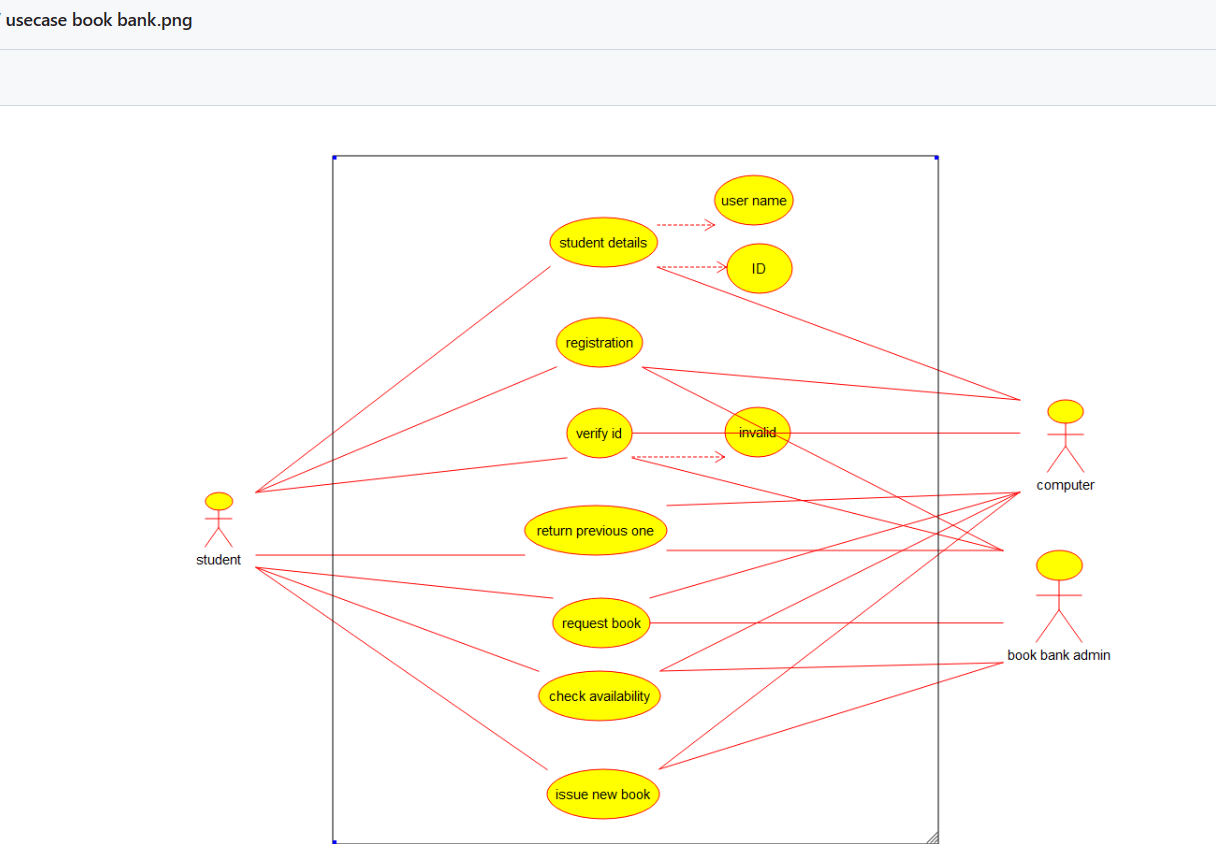 usecase book bank.png
user name
student details
ID
registration
verify id
invalid
computer
return previous one
student
request book
book bank admin
check availability
issue new book